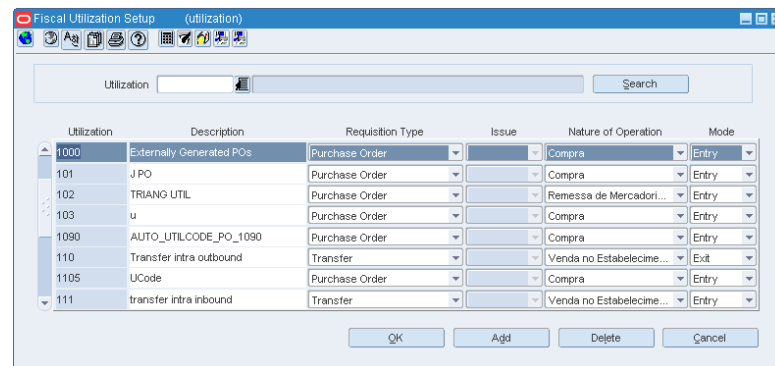 Fiscal Utilization Setup (utilization)
Utilization Search
Utilization Description Requisition Type Issue Nature of Operation Mode
1000 Externally Generated POs Purchase Order Compra Entry
101 J PO Purchase Order Compra Entry
102 TRIANG UTIL Purchase Order Remessa de Mercadori... Entry
103 u Purchase Order Compra Entry
1090 AUTO_UTILCODE_PO_1090 Purchase Order Compra Entry
110 Transfer intra outbound Transfer Venda no Estabelecime... Exit
1105 UCode Purchase Order Compra Entry
111 transfer intra inbound Transfer Venda no Estabelecime... Entry
OK Add Delete Cancel